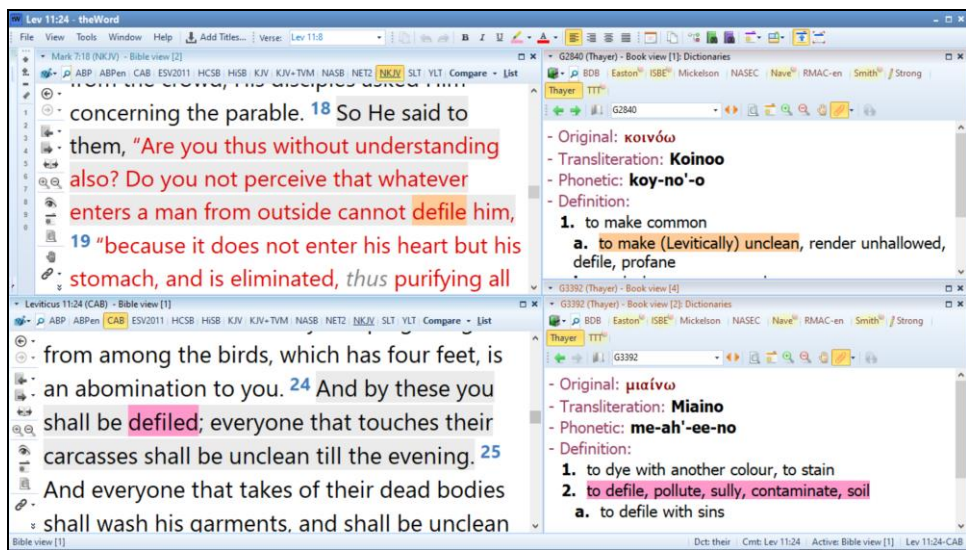 Lev 11:24 - theWord
File View Tools Window Help Add Titles... Verse: Lev 11:8 B I U A
Mark 7:18 (NKJV) - Bible view [2]
ABP ABPen CAB ESV2011 HCSB HiSB KJV KJV+TVM NASB NET2 NKJV SLT YLT Compare List
from the crowd, His disciples asked Him
concerning the parable. 18 So He said to
them, “Are you thus without understanding
also? Do you not perceive that whatever
enters a man from outside cannot defile him,
19 “because it does not enter his heart but his
stomach, and is eliminated, thus purifying all
G2840 (Thayer) - Book view [1]: Dictionaries
BDB Easton ISBE Mickelson NASEC Nave RMAC-en Smith Strong
Thayer TTT
G2840
- Original: κοινόω
- Transliteration: Koinoo
- Phonetic: koy-no'-o
- Definition:
1. to make common
a. to make (Levitically) unclean, render unhallowed,
defile, profane
Leviticus 11:24 (CAB) - Bible view [1]
ABP ABPen CAB ESV2011 HCSB HiSB KJV KJV+TVM NASB NET2 NKJV SLT YLT Compare List
from among the birds, which has four feet, is
an abomination to you. 24 And by these you
shall be defiled; everyone that touches their
carcasses shall be unclean till the evening. 25
And everyone that takes of their dead bodies
shall wash his garments, and shall be unclean
G3392 (Thayer) - Book view [4]
G3392 (Thayer) - Book view [2]: Dictionaries
BDB Easton ISBE Mickelson NASEC Nave RMAC-en Smith Strong
Thayer TTT
G3392
- Original: μιαίνω
- Transliteration: Miaino
- Phonetic: me-ah'-ee-no
- Definition:
1. to dye with another colour, to stain
2. to defile, pollute, sully, contaminate, soil
a. to defile with sins
Bible view [1] Dct: their Cmt: Lev 11:24 Active: Bible view [1] Lev 11:24-CAB